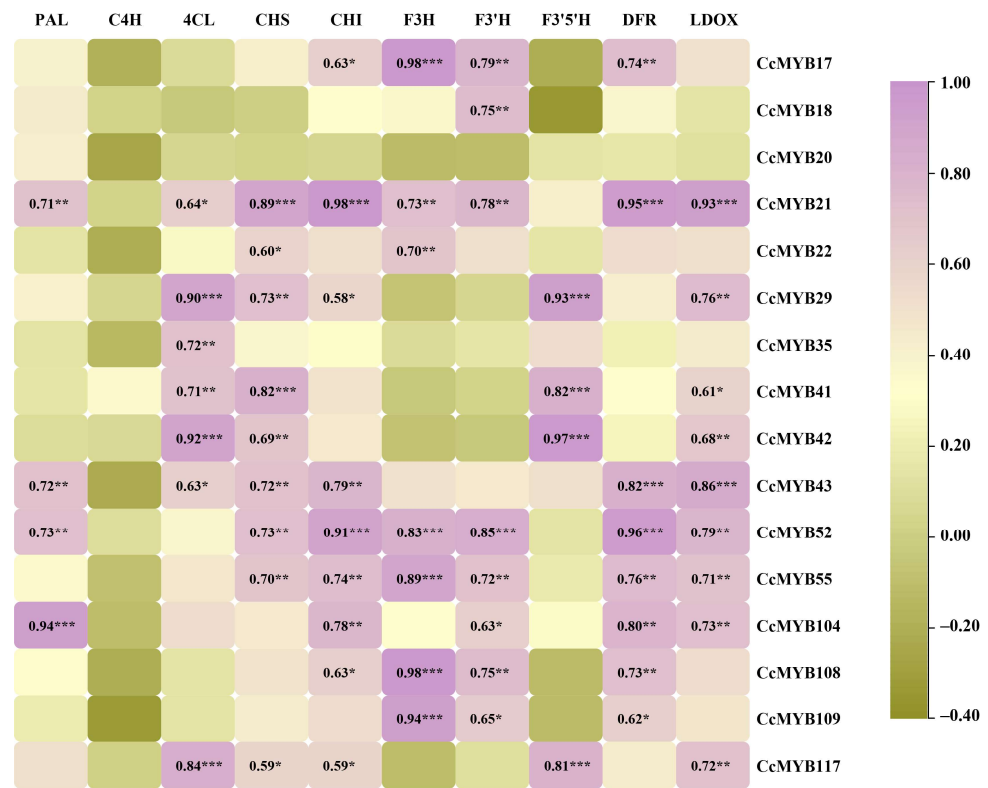 PAL C4H 4CL CHS CHI F3H F3'H F3'5'H DFR LDOX
0.63* 0.98*** 0.79** 0.74** CcMYB17
0.75** CcMYB18
CcMYB20
0.71** 0.64* 0.89*** 0.98*** 0.73** 0.78** 0.95*** 0.93*** CcMYB21
0.60* 0.70** CcMYB22
0.90*** 0.73** 0.58* 0.93*** 0.76** CcMYB29
0.72** CcMYB35
0.71** 0.82*** 0.82*** 0.61* CcMYB41
0.92*** 0.69** 0.97*** 0.68** CcMYB42
0.72** 0.63* 0.72** 0.79** 0.82*** 0.86*** CcMYB43
0.73** 0.73** 0.91*** 0.83*** 0.85*** 0.96*** 0.79** CcMYB52
0.70** 0.74** 0.89*** 0.72** 0.76** 0.71** CcMYB55
0.94*** 0.78** 0.63* 0.80** 0.73** CcMYB104
0.63* 0.98*** 0.75** 0.73** CcMYB108
0.94*** 0.65* 0.62* CcMYB109
0.84*** 0.59* 0.59* 0.81*** 0.72** CcMYB117
1.00
0.80
0.60
0.40
0.20
0.00
–0.20
–0.40